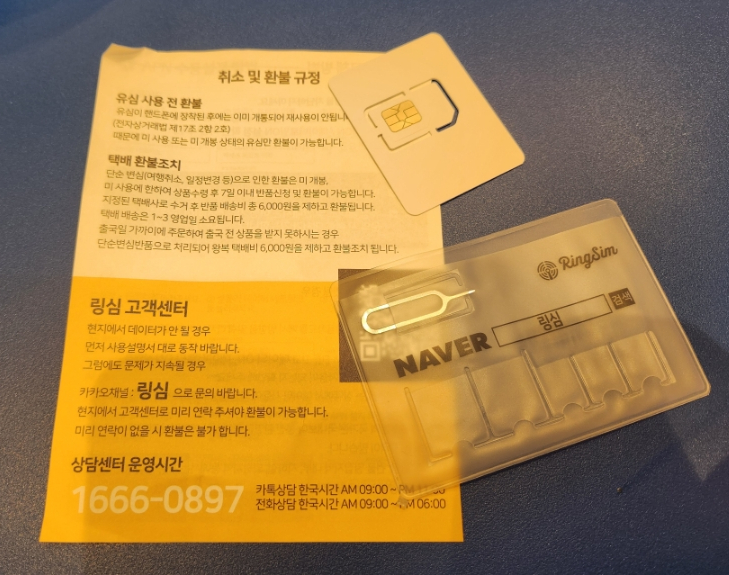 취소 및 환불 규정
유심 사용 전 환불
유심이 핸드폰에 장착된 후에는 이미 개통되어 재사용이 안됩니
(전자상거래법 제17조 2항 2호)
때문에 미 사용 또는 미 개봉 상태의 유심만 환불이 가능합니다.
택배 환불조치
단순 변심(여행취소, 일정변경 등)으로 인한 환불은 미 개봉,
미 사용에 한하여 상품수령 후 7일 이내 반품신청 및 환불이 가능합니다.
지정된 택배사로 수거 후 반품 배송비 총 6,000원을 제하고 환불됩니다.
택배 배송은 1~3 영업일 소요됩니다.
출국일 가까이에 주문하여 출국 전 상품을 받지 못하시는 경우
단순변심반품으로 처리되어 왕복 택배비 6,000원을 제하고 환불조치 됩니다.
링심 고객센터
현지에서 데이터가 안 될 경우
먼저 사용설명서 대로 동작 바랍니다.
그럼에도 문제가 지속될 경우
카카오채널 : 링심 으로 문의 바랍니다.
현지에서 고객센터로 미리 연락 주셔야 환불이 가능합니다.
미리 연락이 없을 시 환불은 불가 합니다.
상담센터 운영시간
1666-0897
카톡상담 한국시간 AM 09:00 ~
전화상담 한국시간 AM 09:00 ~ PM 06:00
RingSim
NAVER 링심 검색